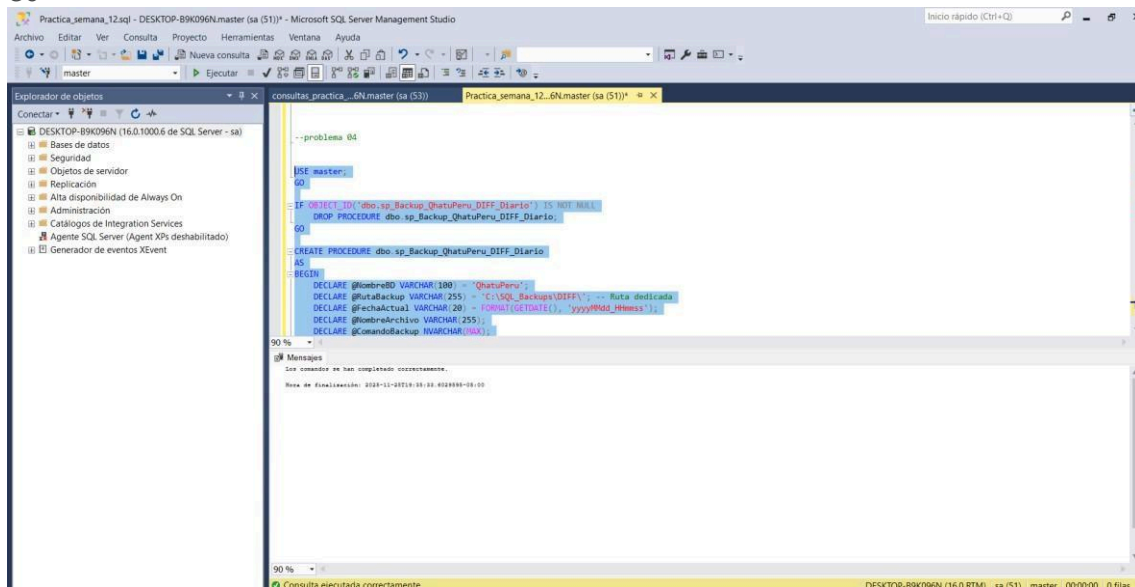 GO
Practica_semana_12.sql - DESKTOP-B9K096N.master (sa (51))* - Microsoft SQL Server Management Studio
Inicio rápido (Ctrl+Q)
Archivo Editar Ver Consulta Proyecto Herramientas Ventana Ayuda
Nueva consulta
master Ejecutar
Explorador de objetos
consultas_practica_...6N.master (sa (53)) Practica_semana_12...6N.master (sa (51))*
Conectar
DESKTOP-B9K096N (16.0.1000.6 de SQL Server - sa)
Bases de datos
Seguridad
Objetos de servidor
Replicación
Alta disponibilidad de Always On
Administración
Catálogos de Integration Services
Agente SQL Server (Agent XPs deshabilitado)
Generador de eventos XEvent
--problema 04
USE master;
GO
IF OBJECT_ID('dbo.sp_Backup_QhatuPeru_DIFF_Diario') IS NOT NULL
DROP PROCEDURE dbo.sp_Backup_QhatuPeru_DIFF_Diario;
GO
CREATE PROCEDURE dbo.sp_Backup_QhatuPeru_DIFF_Diario
AS
BEGIN
DECLARE @NombreBD VARCHAR(100) = 'QhatuPeru';
DECLARE @RutaBackup VARCHAR(255) = 'C:\SQL_Backups\DIFF\'; -- Ruta dedicada
DECLARE @FechaActual VARCHAR(20) = FORMAT(GETDATE(), 'yyyyMMdd_HHmmss');
DECLARE @NombreArchivo VARCHAR(255);
DECLARE @ComandoBackup NVARCHAR(MAX);
90 %
Mensajes
Los comandos se han completado correctamente.
Hora de finalización:
90 %
Consulta ejecutada correctamente
DESKTOP-B9K096N (16.0 RTM) sa (51) master 00:00:00 0 filas